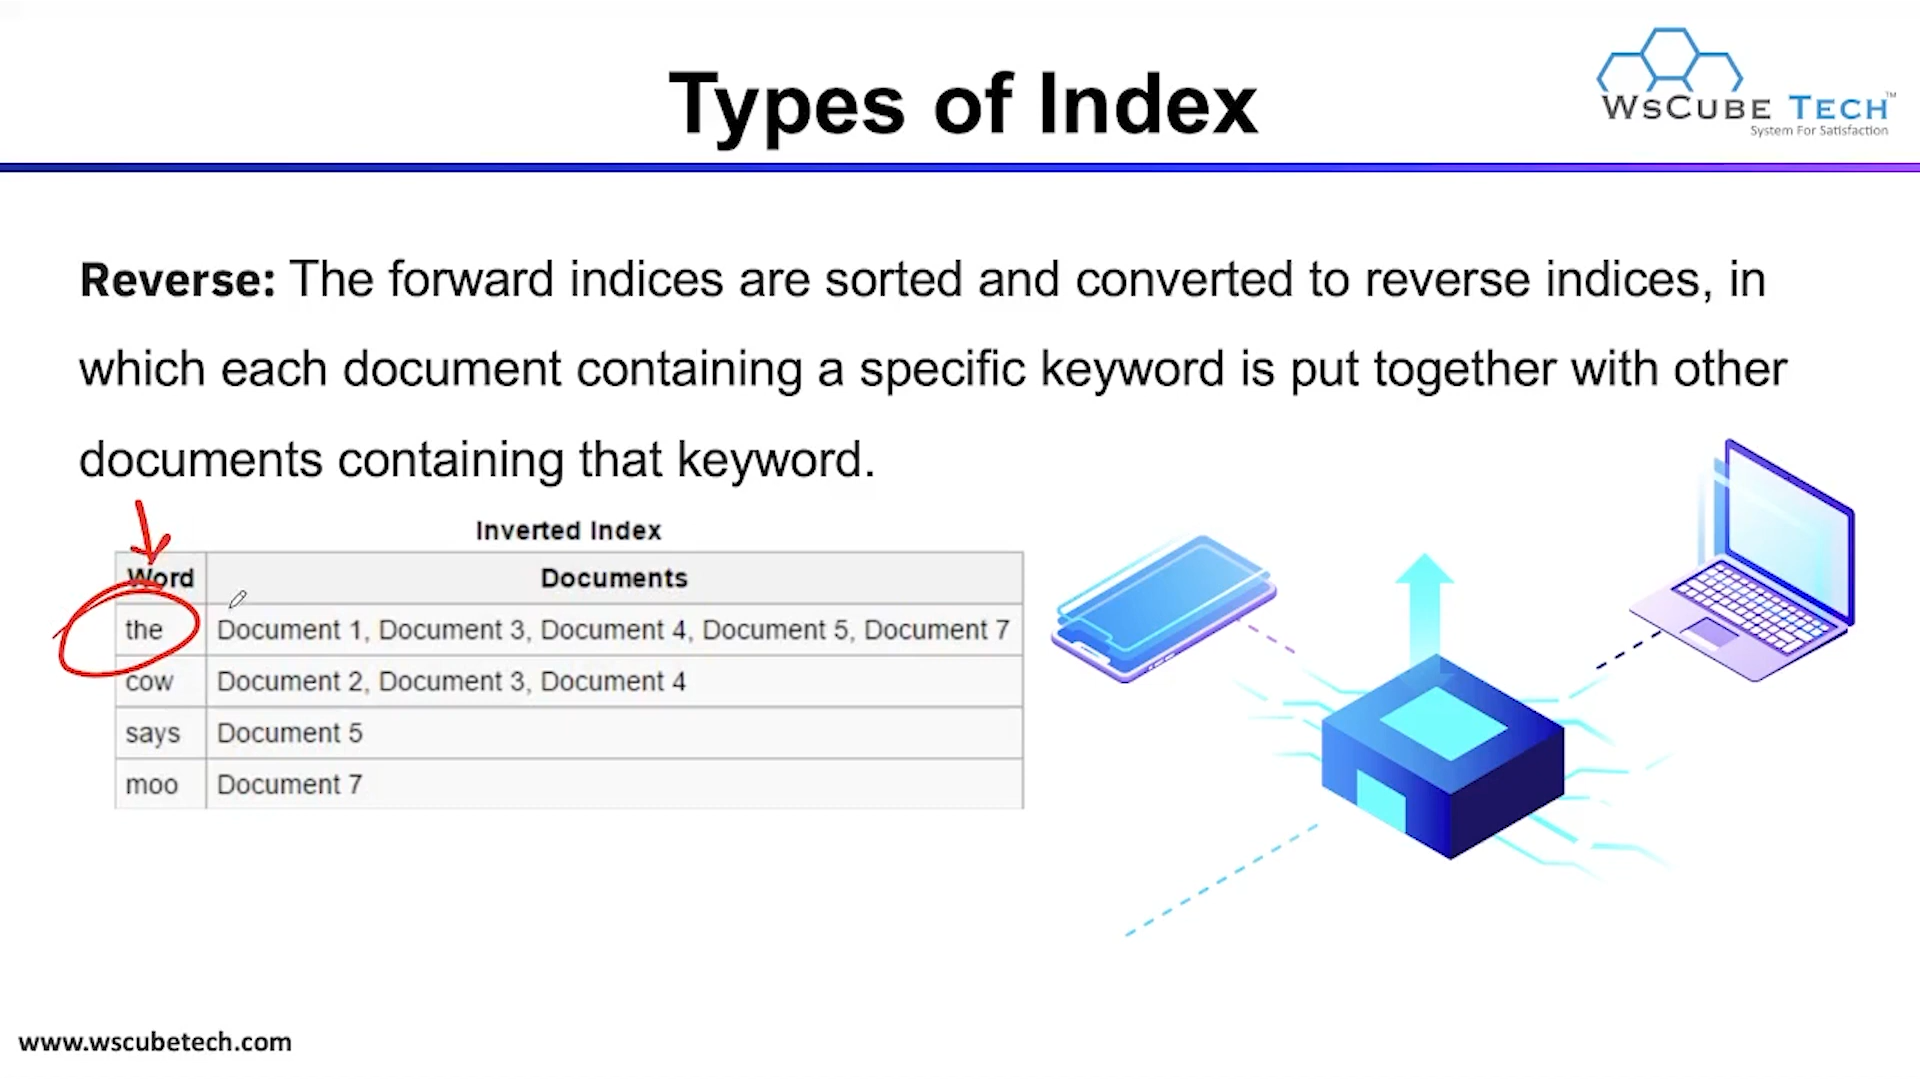 Types of Index
WSCUBE TECH™
System For Satisfaction
Reverse: The forward indices are sorted and converted to reverse indices, in
which each document containing a specific keyword is put together with other
documents containing that keyword.
Inverted Index
Word Documents
the Document 1, Document 3, Document 4, Document 5, Document 7
cow Document 2, Document 3, Document 4
says Document 5
moo Document 7
www.wscubetech.com